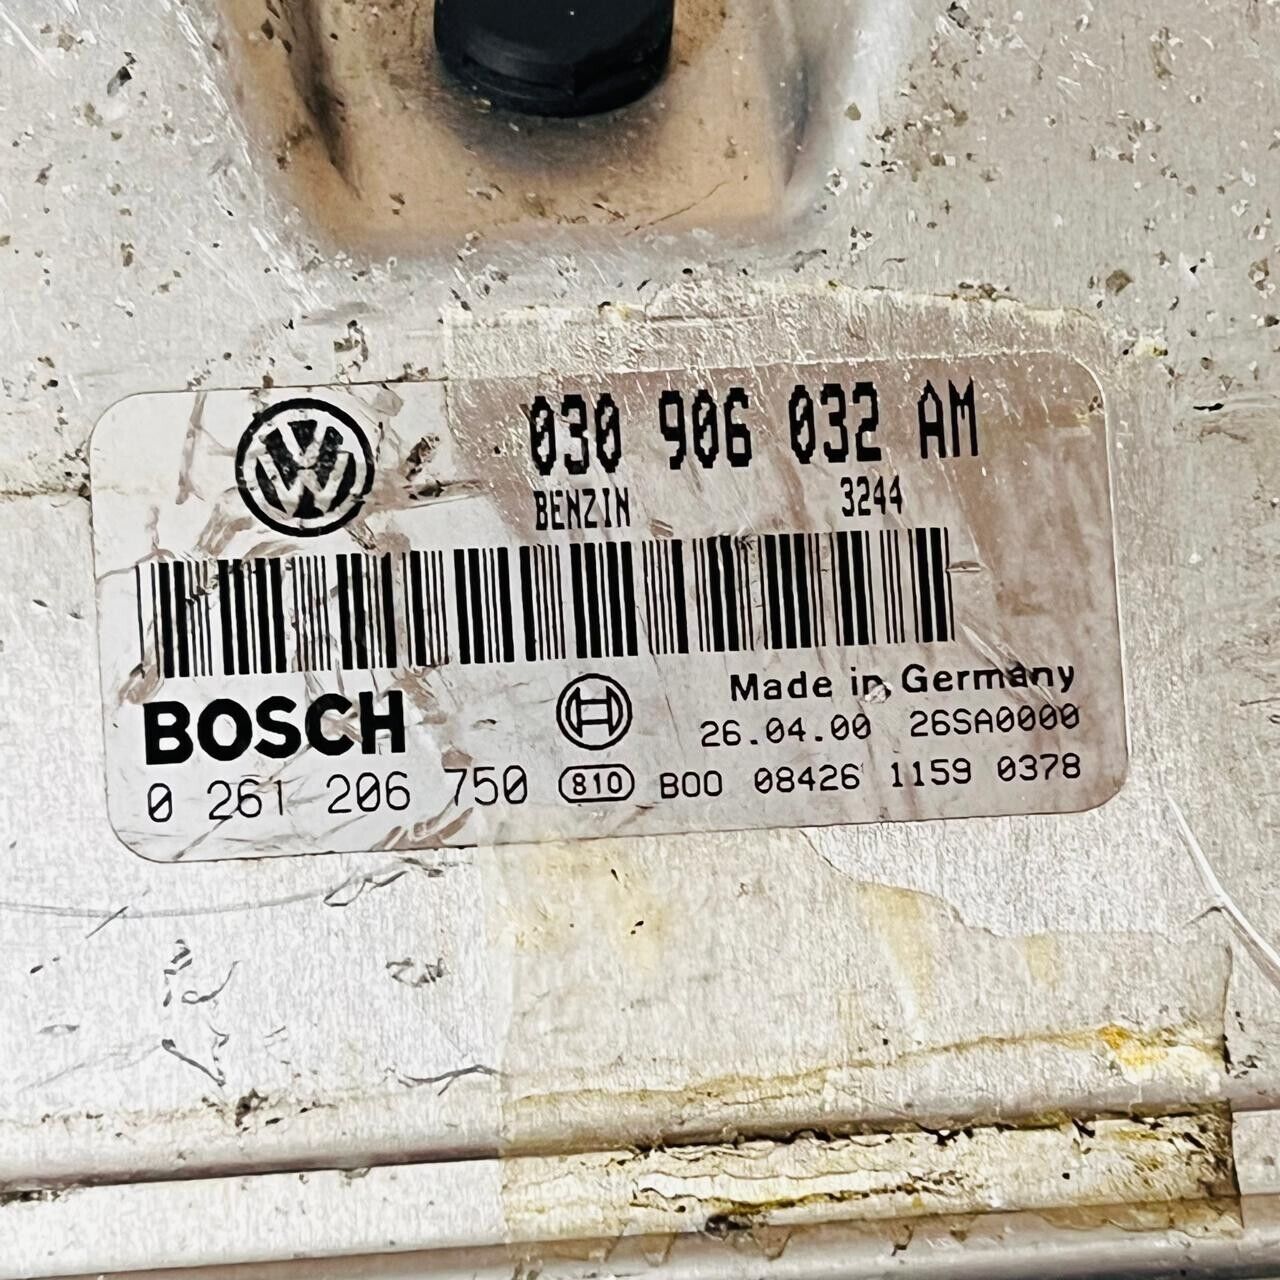 030 906 032 AM
BENZIN 3244
BOSCH
Made in Germany
26.04.00 26SA0000
0 261 206 750 810 B00 08426 1159 0378